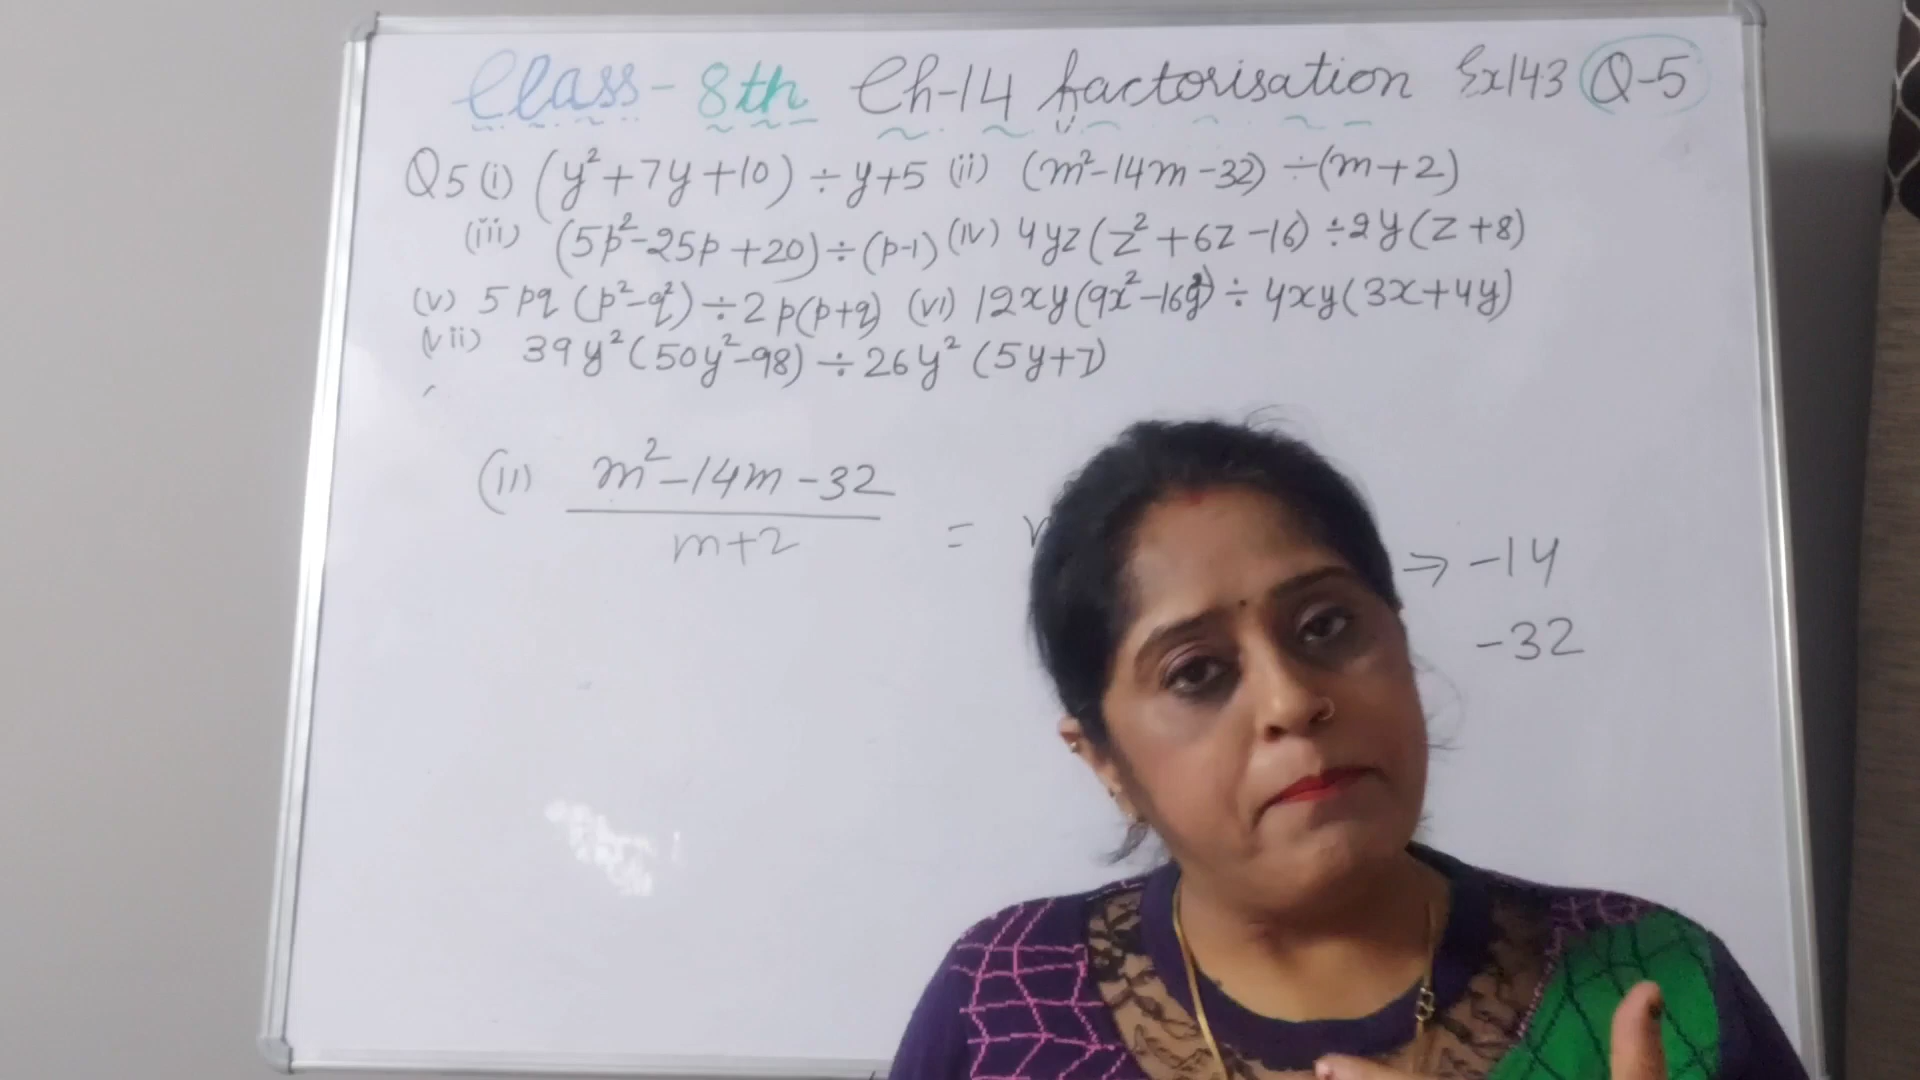 Class - 8th Ch-14 factorisation Ex14.3 Q-5
Q5 (i) (y²+7y+10) ÷ y+5 (ii) (m²-14m-32) ÷ (m+2)
(iii) (5p²-25p+20) ÷ (p-1) (iv) 4yz(z²+6z-16) ÷ 2y(z+8)
(v) 5pq(p²-q²) ÷ 2p(p+q) (vi) 12xy(9x²-16y²) ÷ 4xy(3x+4y)
(vii) 39y²(50y²-98) ÷ 26y²(5y+7)
(ii) m²-14m-32
m+2
=
⇒ -14
-32